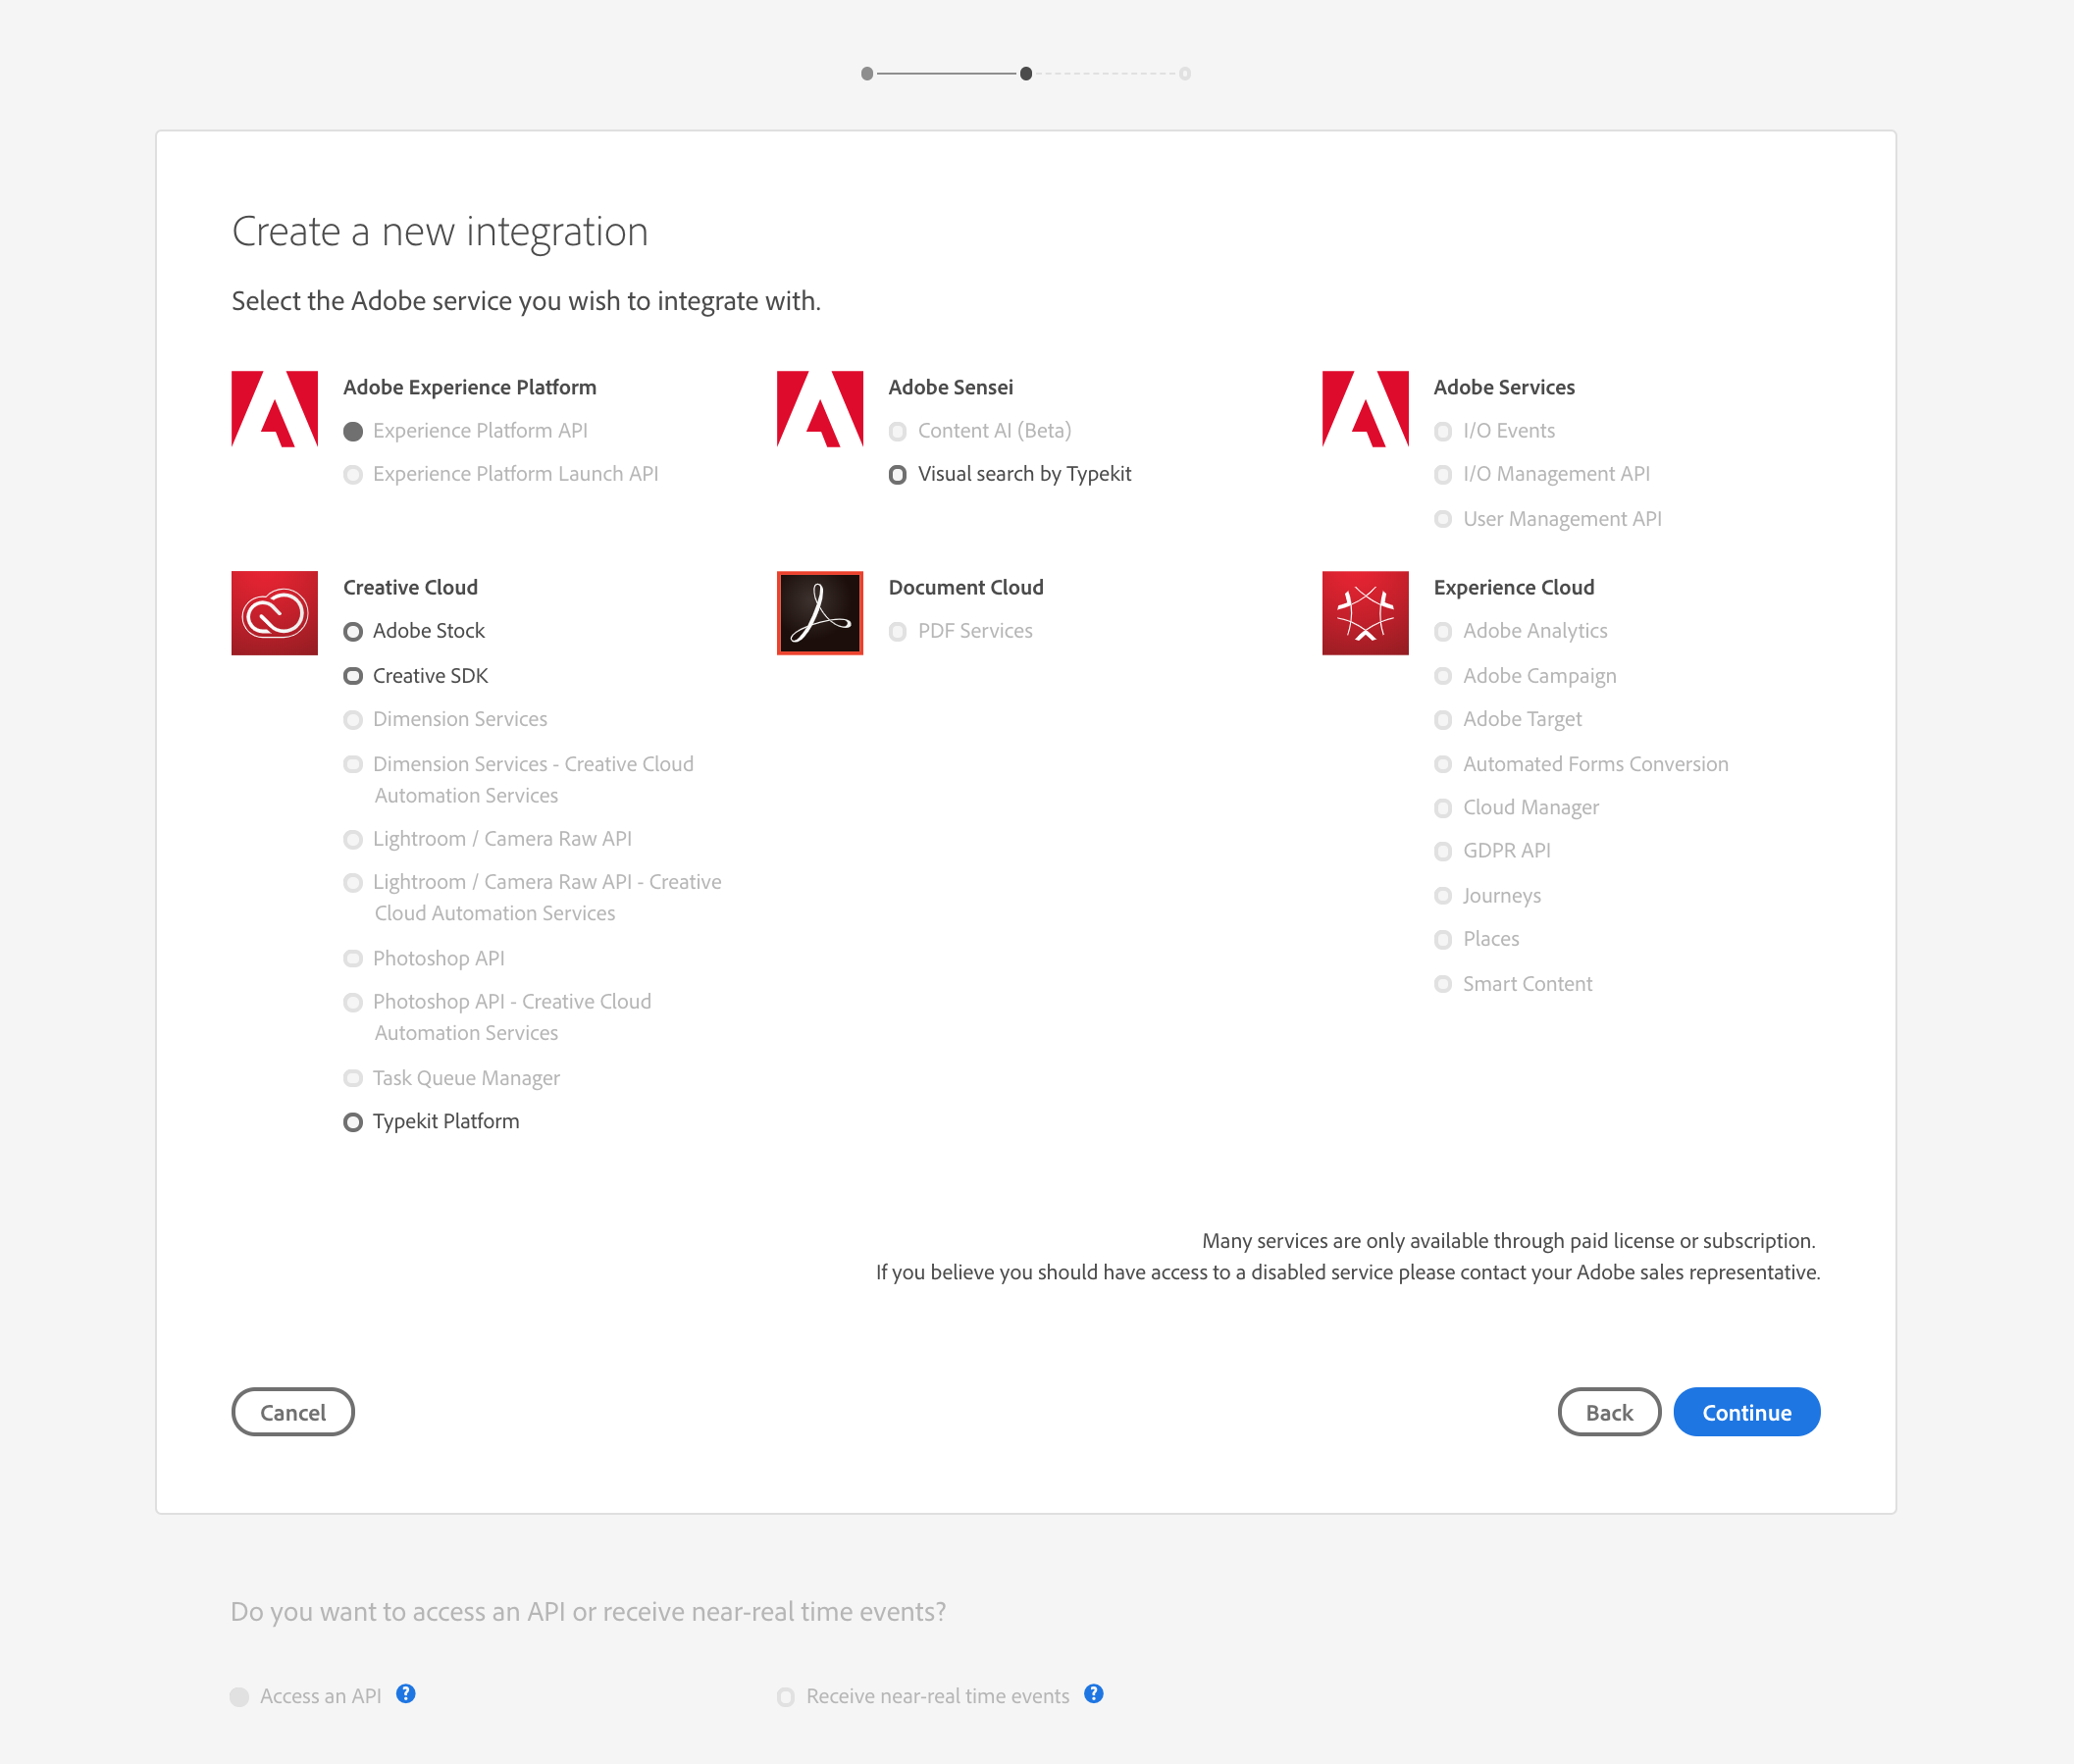 Create a new integration
Select the Adobe service you wish to integrate with.
Adobe Experience Platform
Experience Platform API
Experience Platform Launch API
Adobe Sensei
Content AI (Beta)
Visual search by Typekit
Adobe Services
I/O Events
I/O Management API
User Management API
Creative Cloud
Adobe Stock
Creative SDK
Dimension Services
Dimension Services - Creative Cloud
Automation Services
Lightroom / Camera Raw API
Lightroom / Camera Raw API - Creative
Cloud Automation Services
Photoshop API
Photoshop API - Creative Cloud
Automation Services
Task Queue Manager
Typekit Platform
Document Cloud
PDF Services
Experience Cloud
Adobe Analytics
Adobe Campaign
Adobe Target
Automated Forms Conversion
Cloud Manager
GDPR API
Journeys
Places
Smart Content
Many services are only available through paid license or subscription.
If you believe you should have access to a disabled service please contact your Adobe sales representative.
Cancel
Back
Continue
Do you want to access an API or receive near-real time events?
Access an API ?
Receive near-real time events ?